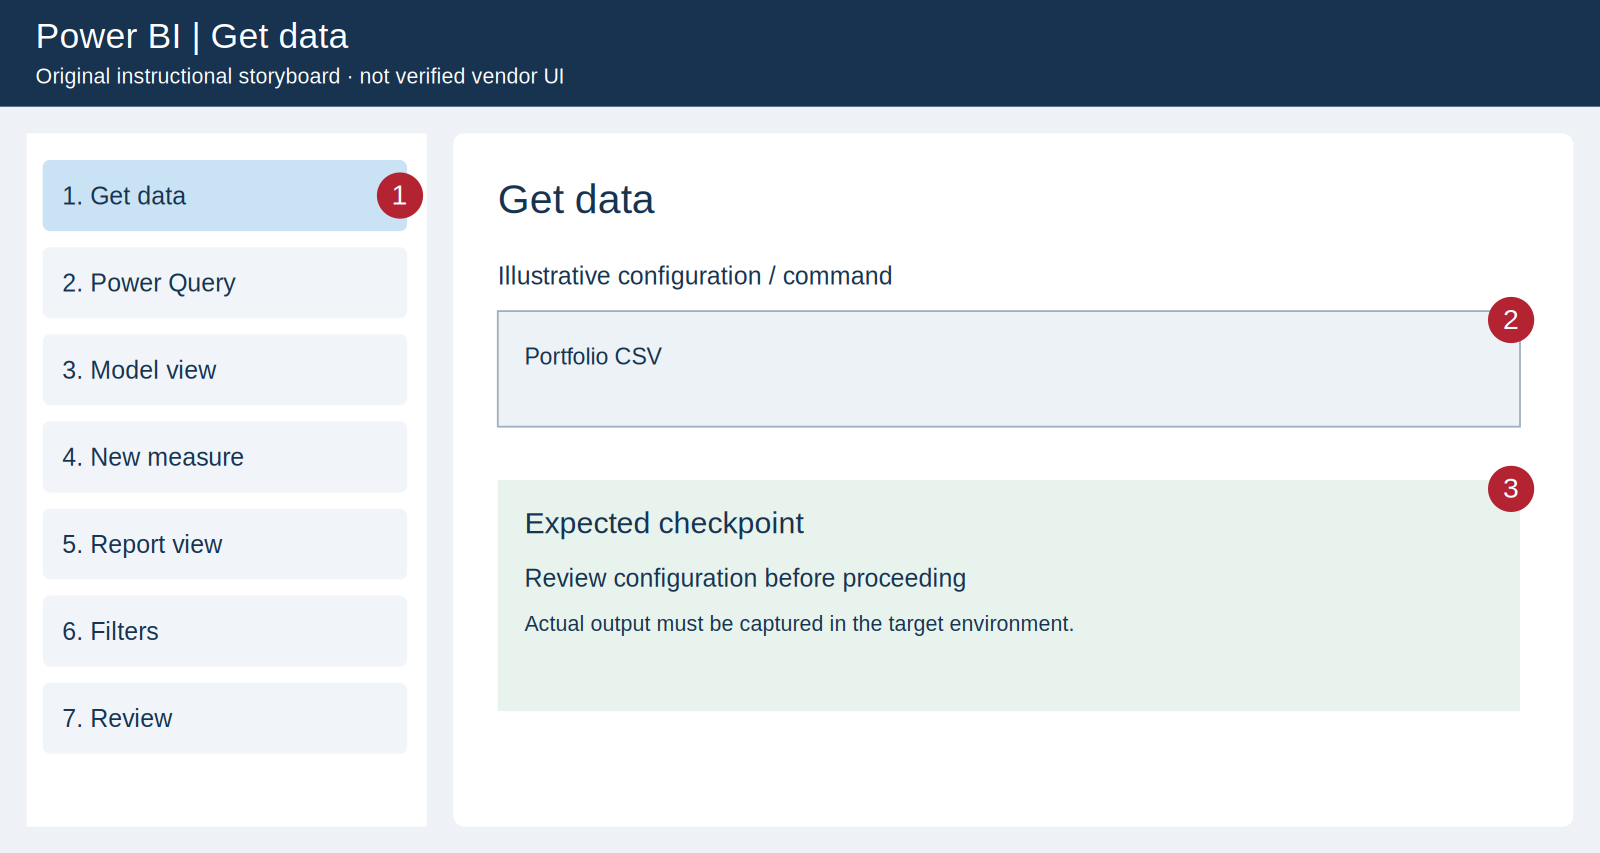 Power BI | Get data
Original instructional storyboard · not verified vendor UI
1. Get data
1
2. Power Query
3. Model view
4. New measure
5. Report view
6. Filters
7. Review
Get data
Illustrative configuration / command
2
Portfolio CSV
3
Expected checkpoint
Review configuration before proceeding
Actual output must be captured in the target environment.